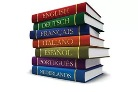 ENGLISH
DEUTSCH
FRANÇAIS
ITALIANO
ESPAÑOL
PORTUGUÊS
NEDERLANDS